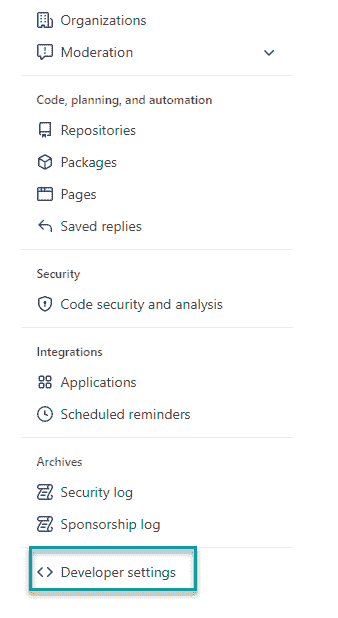 Organizations
Moderation
Code, planning, and automation
Repositories
Packages
Pages
Saved replies
Security
Code security and analysis
Integrations
Applications
Scheduled reminders
Archives
Security log
Sponsorship log
Developer settings